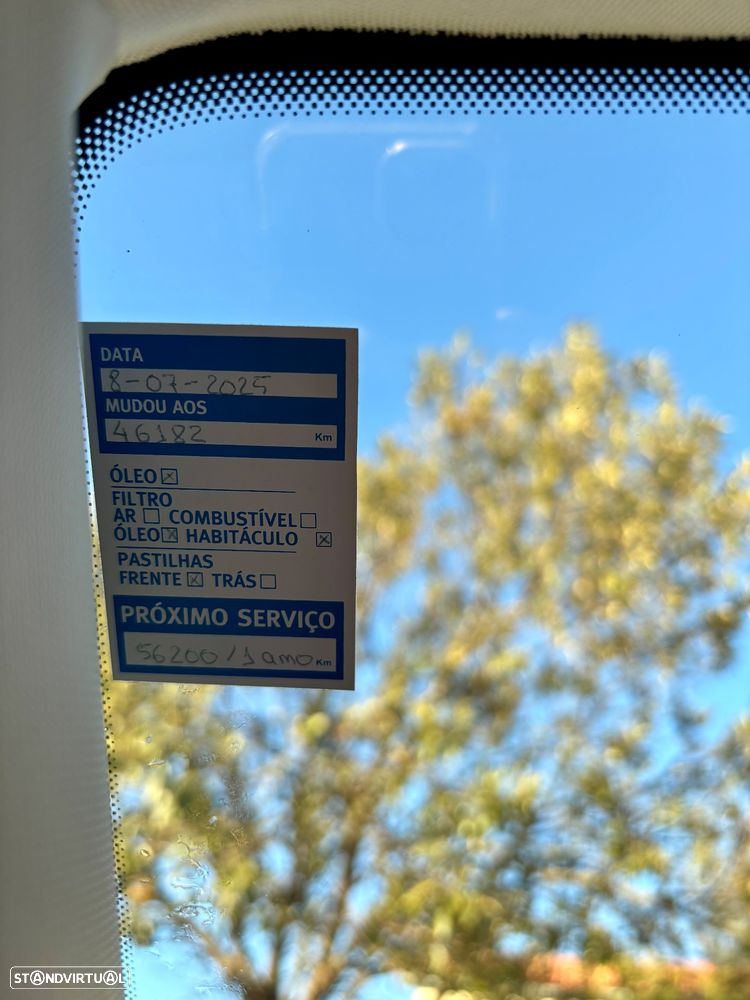 DATA
8-07-2025
MUDOU AOS
46182 Km
ÓLEO ☒
FILTRO
AR ☐ COMBUSTÍVEL ☐
ÓLEO ☒ HABITÁCULO ☒
PASTILHAS
FRENTE ☒ TRÁS ☐
PRÓXIMO SERVIÇO
56200/1 ano Km
STANDVIRTUAL